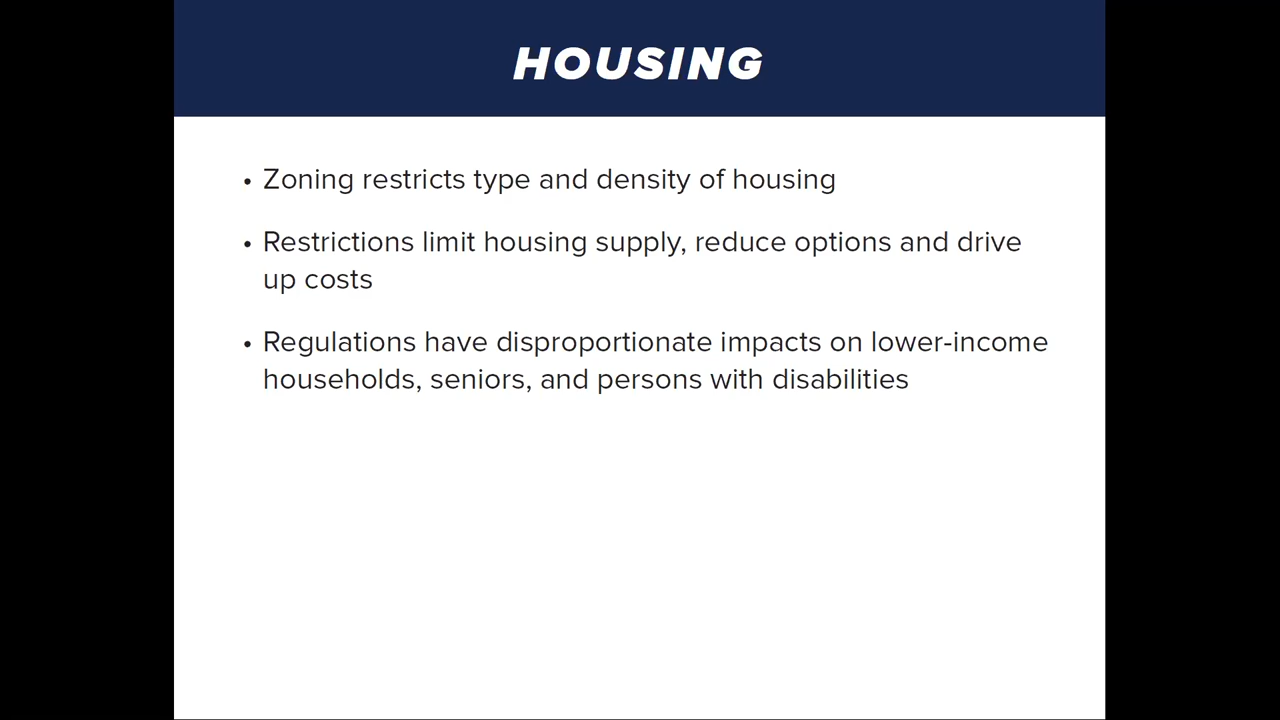 HOUSING
• Zoning restricts type and density of housing
• Restrictions limit housing supply, reduce options and drive
up costs
• Regulations have disproportionate impacts on lower-income
households, seniors, and persons with disabilities